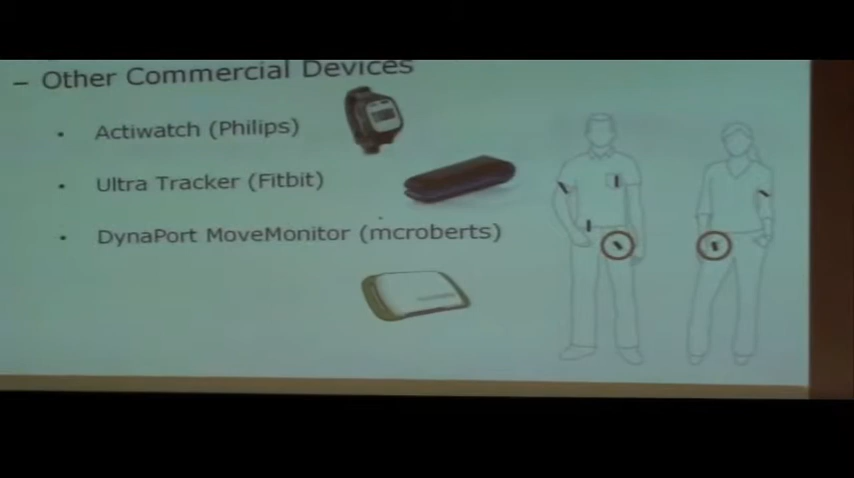 – Other Commercial Devices
• Actiwatch (Philips)
• Ultra Tracker (Fitbit)
• DynaPort MoveMonitor (mcroberts)